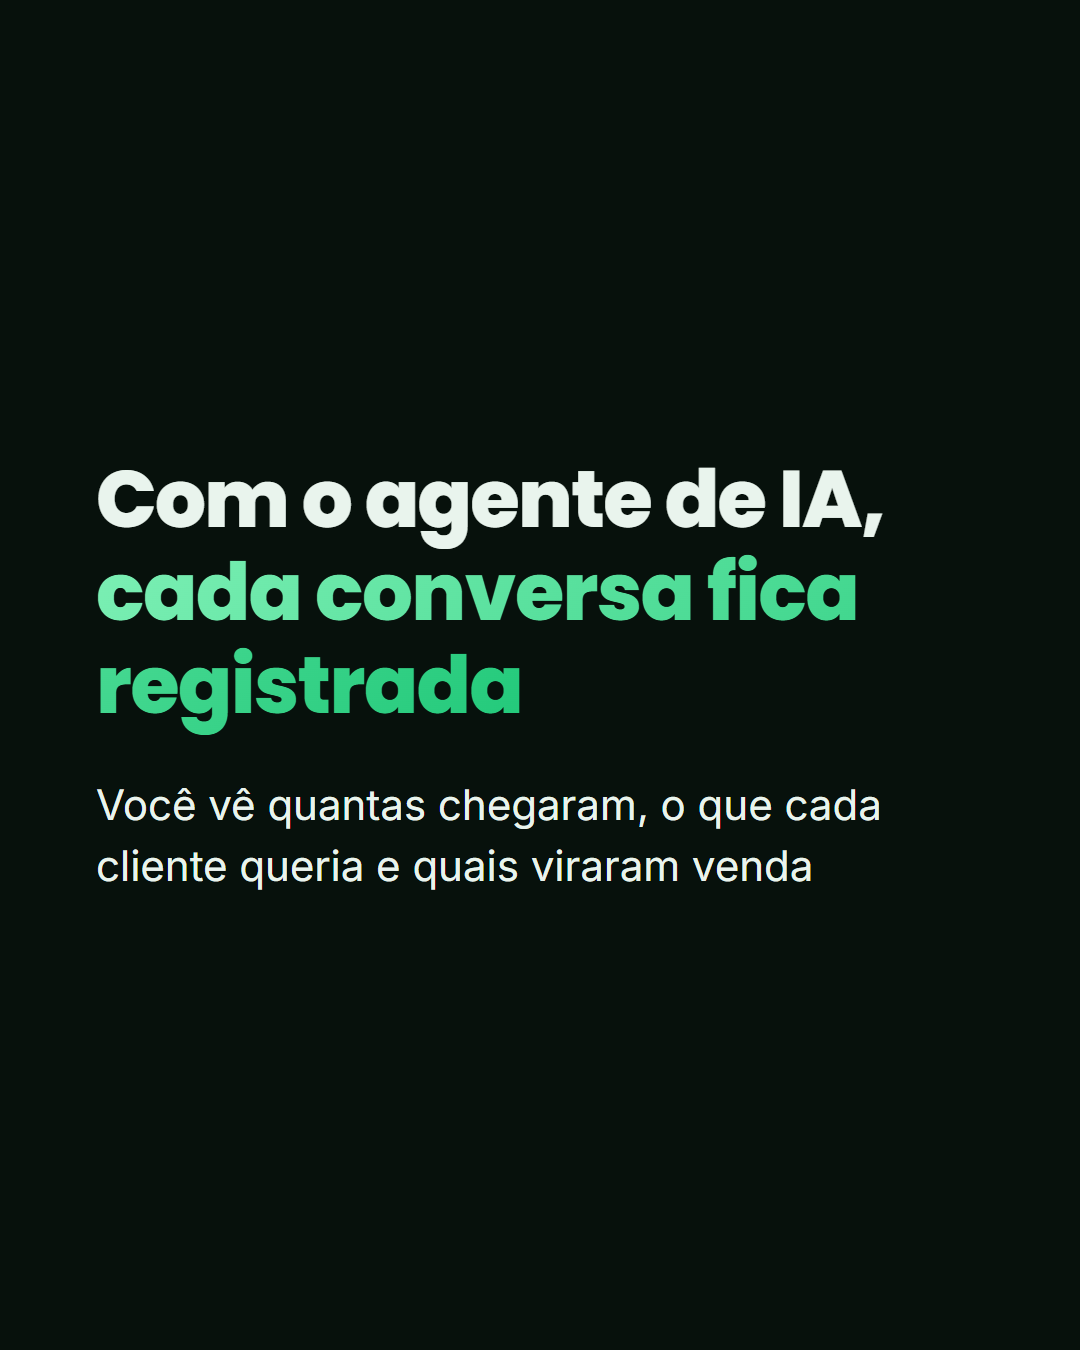 Com o agente de IA,
cada conversa fica
registrada
Você vê quantas chegaram, o que cada
cliente queria e quais viraram venda